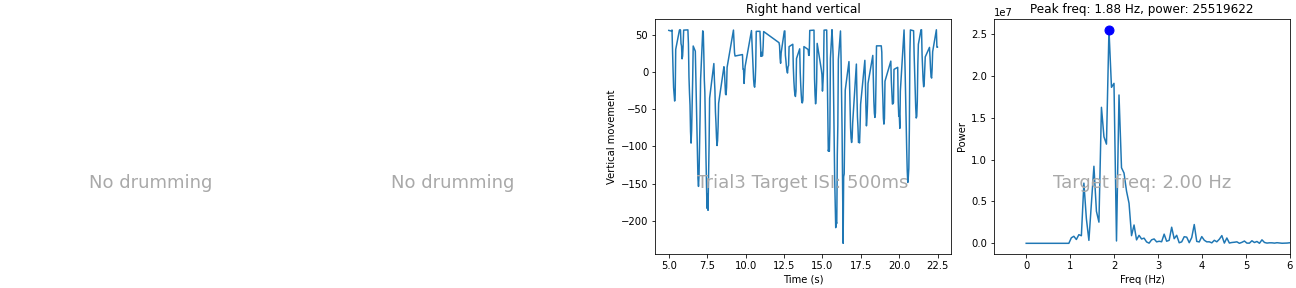 No drumming
No drumming
Right hand vertical
Vertical movement
50
0
−50
−100
−150
−200
5.0
7.5
10.0
12.5
15.0
17.5
20.0
22.5
Time (s)
Trial3 Target ISI: 500ms
Peak freq: 1.88 Hz, power: 25519622
1e7
Power
2.5
2.0
1.5
1.0
0.5
0.0
0
1
2
3
4
5
6
Freq (Hz)
Target freq: 2.00 Hz